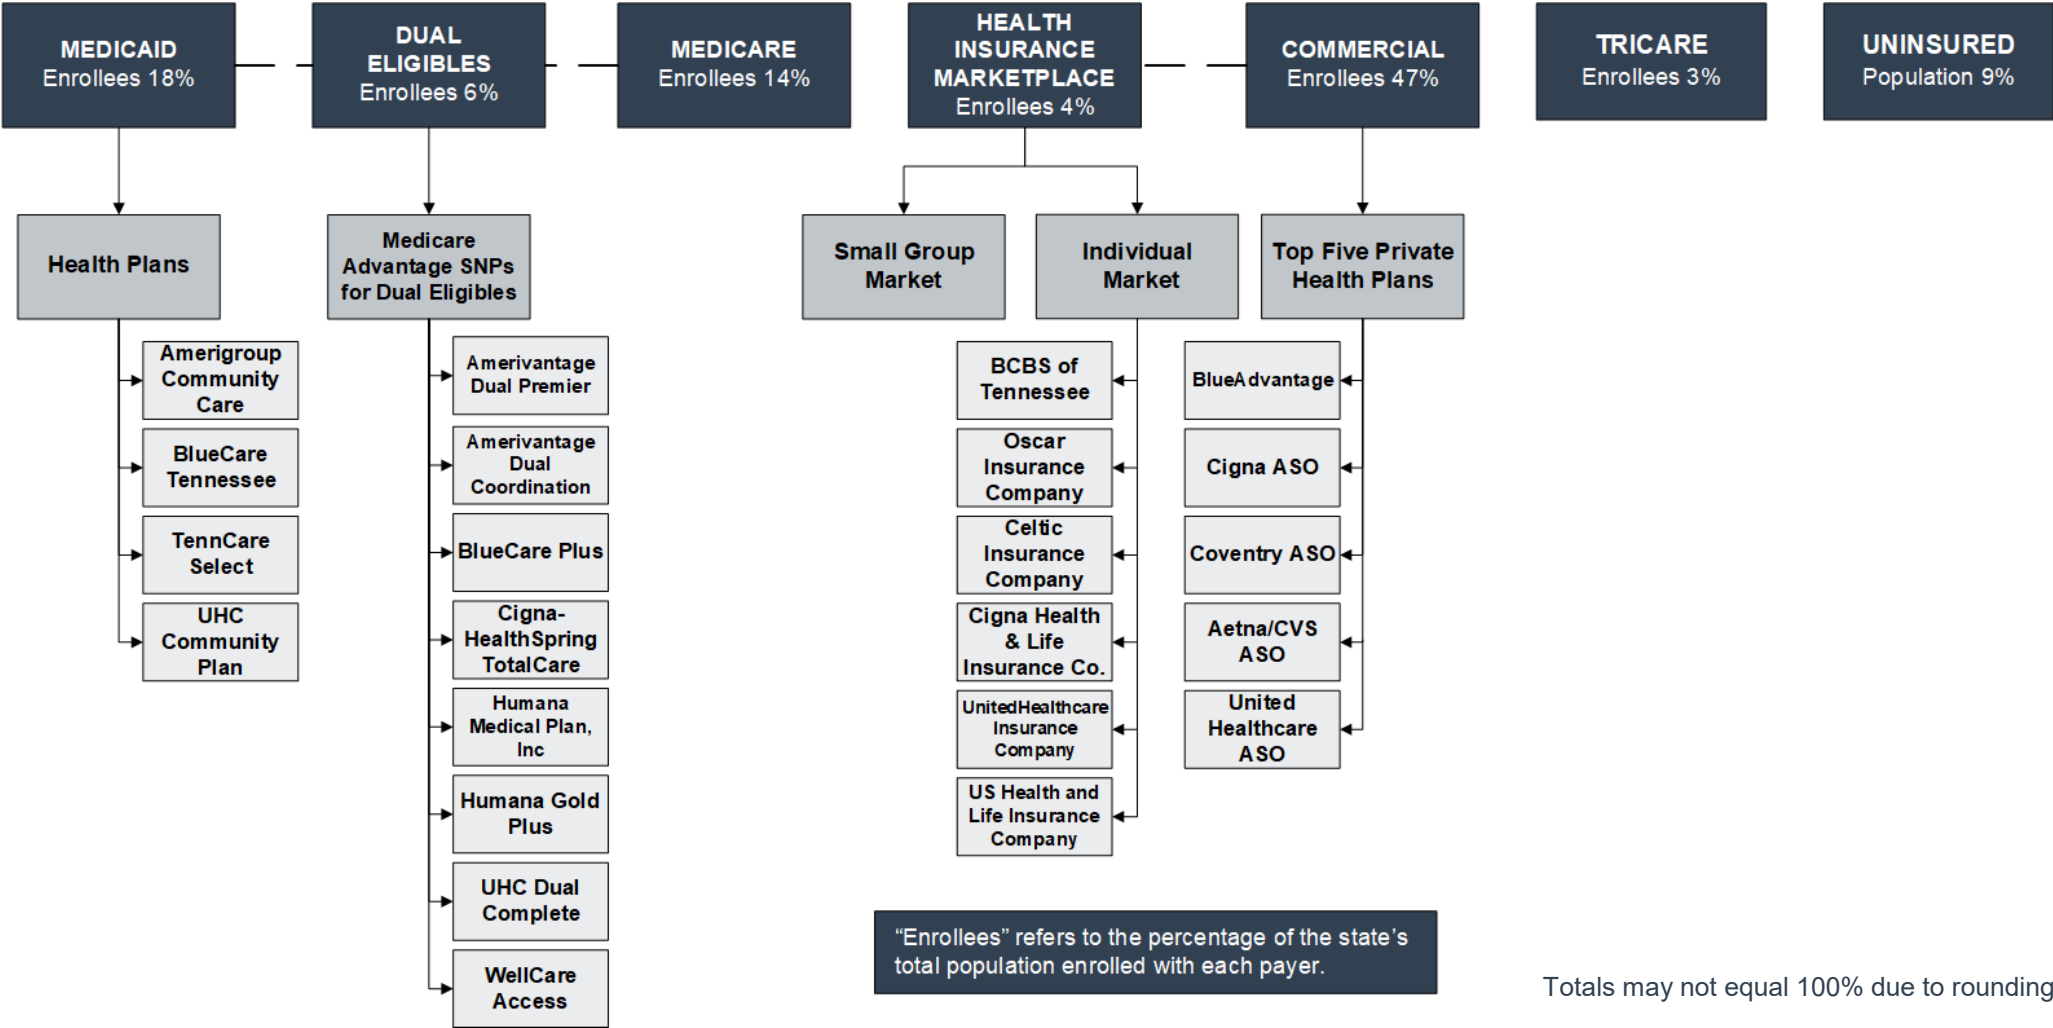 MEDICAID
Enrollees 18%
DUAL
ELIGIBLES
Enrollees 6%
MEDICARE
Enrollees 14%
HEALTH
INSURANCE
MARKETPLACE
Enrollees 4%
COMMERCIAL
Enrollees 47%
TRICARE
Enrollees 3%
UNINSURED
Population 9%
Health Plans
Amerigroup
Community
Care
BlueCare
Tennessee
TennCare
Select
UHC
Community
Plan
Medicare
Advantage SNPs
for Dual Eligibles
Amerivantage
Dual Premier
Amerivantage
Dual
Coordination
BlueCare Plus
Cigna-
HealthSpring
TotalCare
Humana
Medical Plan,
Inc
Humana Gold
Plus
UHC Dual
Complete
WellCare
Access
Small Group
Market
Individual
Market
BCBS of
Tennessee
Oscar
Insurance
Company
Celtic
Insurance
Company
Cigna Health
& Life
Insurance Co.
UnitedHealthcare
Insurance
Company
US Health and
Life Insurance
Company
Top Five Private
Health Plans
BlueAdvantage
Cigna ASO
Coventry ASO
Aetna/CVS
ASO
United
Healthcare
ASO
“Enrollees” refers to the percentage of the state’s
total population enrolled with each payer.
Totals may not equal 100% due to rounding